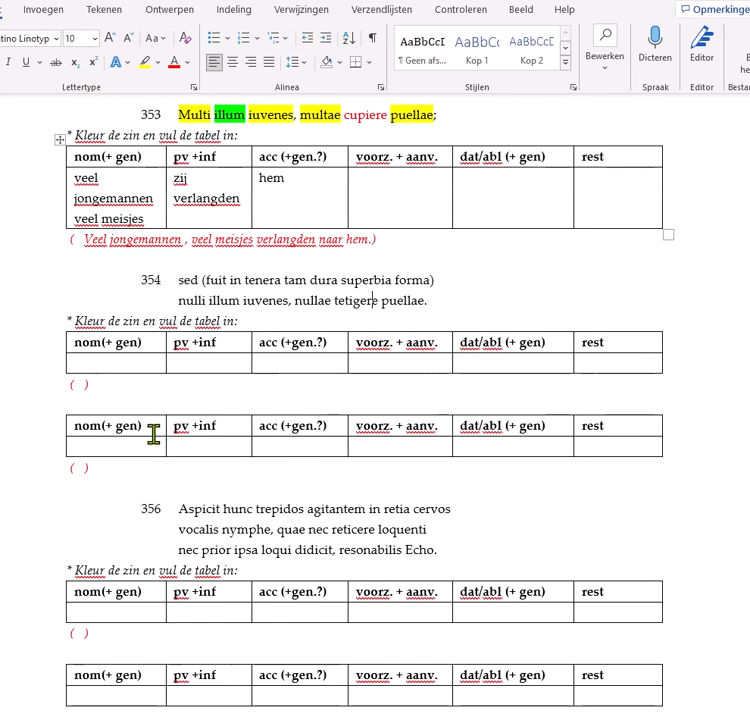 Invoegen Tekenen Ontwerpen Indeling Verwijzingen Verzendlijsten Controleren Beeld Help Opmerkinge
tino Linotyp 10 A A Aa A
I U ab x₂ x² A A
AaBbCcI AaBbCc AaBbCcD
¶ Geen afs... Kop 1 Kop 2
Bewerken Dicteren Editor
Lettertype Alinea Stijlen Spraak Editor
353 Multi illum iuvenes, multae cupiere puellae;
* Kleur de zin en vul de tabel in:
nom(+ gen) pv +inf acc (+gen.?) voorz. + aanv. dat/abl (+ gen) rest
veel zij hem
jongemannen verlangden
veel meisjes
( Veel jongemannen , veel meisjes verlangden naar hem.)
354 sed (fuit in tenera tam dura superbia forma)
nulli illum iuvenes, nullae tetigere puellae.
* Kleur de zin en vul de tabel in:
nom(+ gen) pv +inf acc (+gen.?) voorz. + aanv. dat/abl (+ gen) rest
( )
nom(+ gen) pv +inf acc (+gen.?) voorz. + aanv. dat/abl (+ gen) rest
( )
356 Aspicit hunc trepidos agitantem in retia cervos
vocalis nymphe, quae nec reticere loquenti
nec prior ipsa loqui didicit, resonabilis Echo.
* Kleur de zin en vul de tabel in:
nom(+ gen) pv +inf acc (+gen.?) voorz. + aanv. dat/abl (+ gen) rest
( )
nom(+ gen) pv +inf acc (+gen.?) voorz. + aanv. dat/abl (+ gen) rest